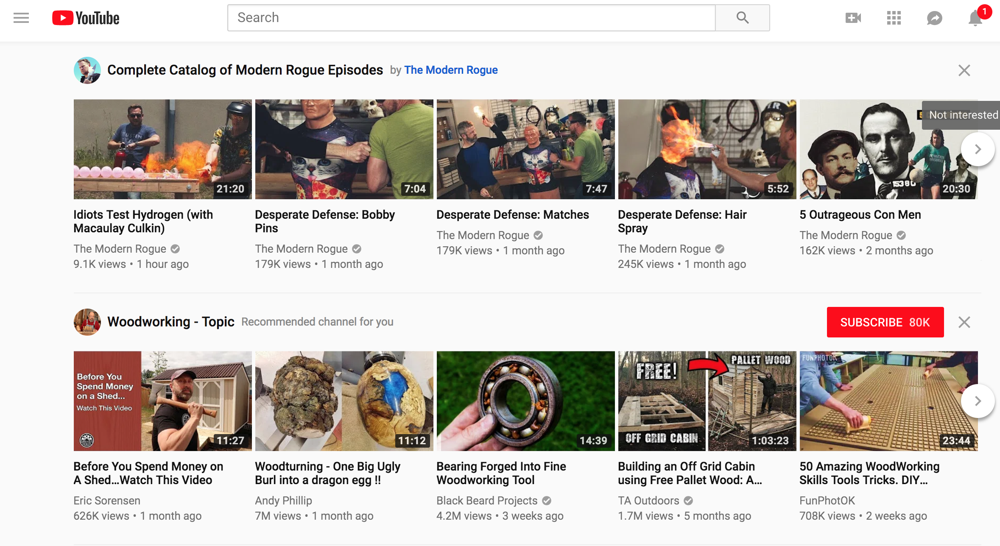 YouTube
Search
1
Complete Catalog of Modern Rogue Episodes by The Modern Rogue
Not interested
21:20
7:04
7:47
5:52
15380
20:30
Idiots Test Hydrogen (with
Macaulay Culkin)
The Modern Rogue
9.1K views • 1 hour ago
Desperate Defense: Bobby
Pins
The Modern Rogue
179K views • 1 month ago
Desperate Defense: Matches
The Modern Rogue
179K views • 1 month ago
Desperate Defense: Hair
Spray
The Modern Rogue
245K views • 1 month ago
5 Outrageous Con Men
The Modern Rogue
162K views • 2 months ago
Woodworking - Topic Recommended channel for you
SUBSCRIBE 80K
Before You
Spend Money
on a Shed...
Watch This Video
11:27
11:12
14:39
FREE!
PALLET WOOD
OFF GRID CABIN
1:03:23
FUNPHOTOK
23:44
Before You Spend Money on
A Shed...Watch This Video
Eric Sorensen
626K views • 1 month ago
Woodturning - One Big Ugly
Burl into a dragon egg !!
Andy Phillip
7M views • 1 month ago
Bearing Forged Into Fine
Woodworking Tool
Black Beard Projects
4.2M views • 3 weeks ago
Building an Off Grid Cabin
using Free Pallet Wood: A...
TA Outdoors
1.7M views • 5 months ago
50 Amazing WoodWorking
Skills Tools Tricks. DIY...
FunPhotOK
708K views • 2 weeks ago